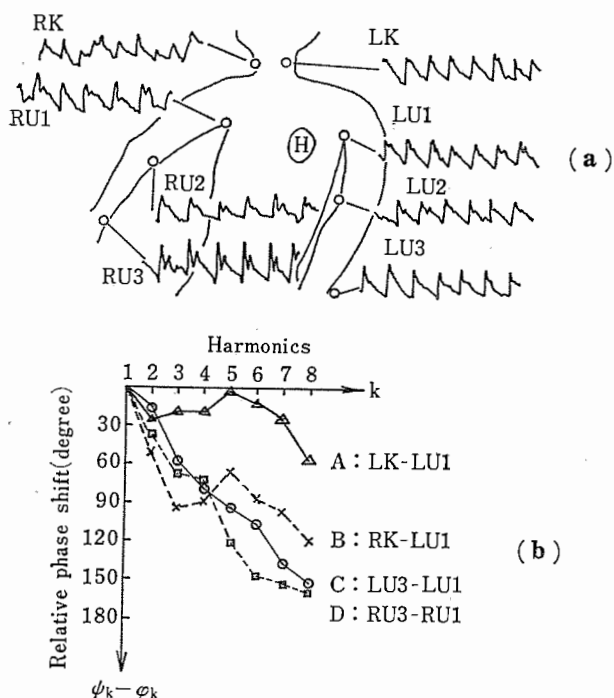 RK
LK
RU1
LU1
H
(a)
RU2
LU2
RU3
LU3
Harmonics
1 2 3 4 5 6 7 8
k
30
60
90
120
150
180
Relative phase shift(degree)
A : LK-LU1
B : RK-LU1
(b)
C : LU3-LU1
D : RU3-RU1
ψk−φk